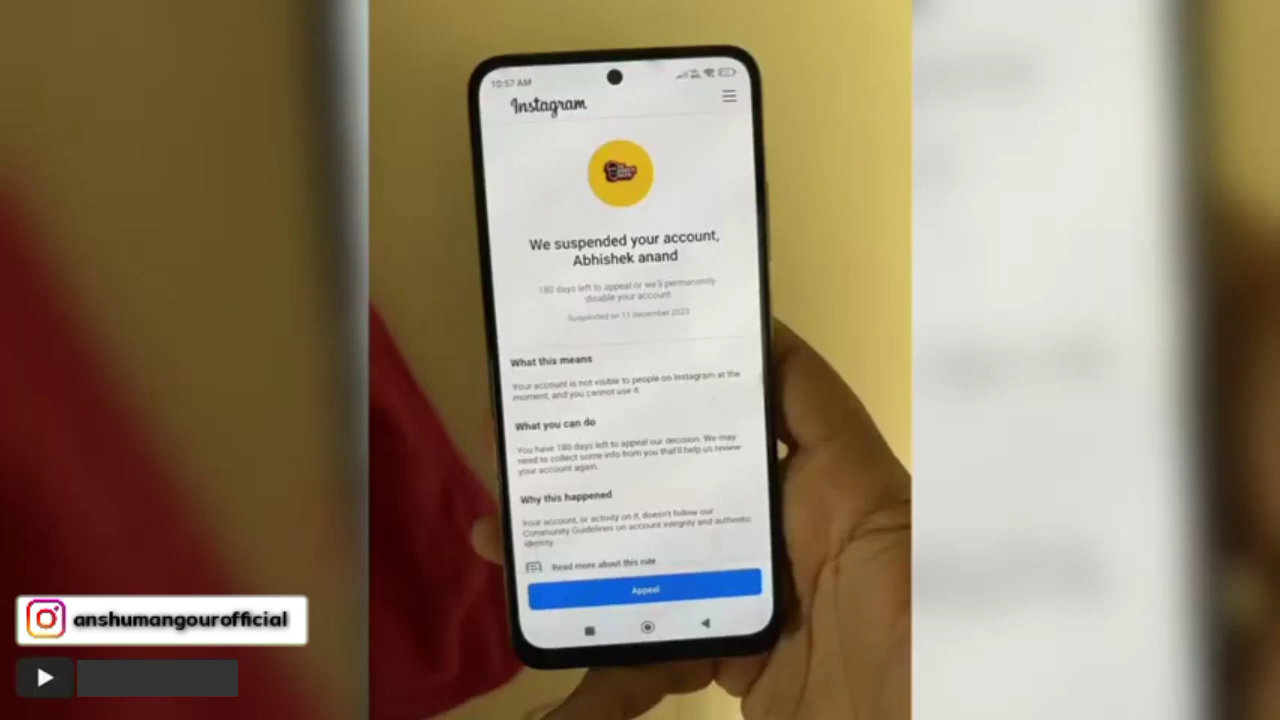 10:57 AM
Instagram
We suspended your account,
Abhishek anand
180 days left to appeal or we'll permanently
disable your account
Suspended on 11 December 2023
What this means
Your account is not visible to people on Instagram at the
moment, and you cannot use it.
What you can do
You have 180 days left to appeal our decision. We may
need to collect some info from you that'll help us review
your account again.
Why this happened
Your account, or activity on it, doesn't follow our
Community Guidelines on account integrity and authentic
identity.
Read more about this rule
Appeal
anshumangourofficial